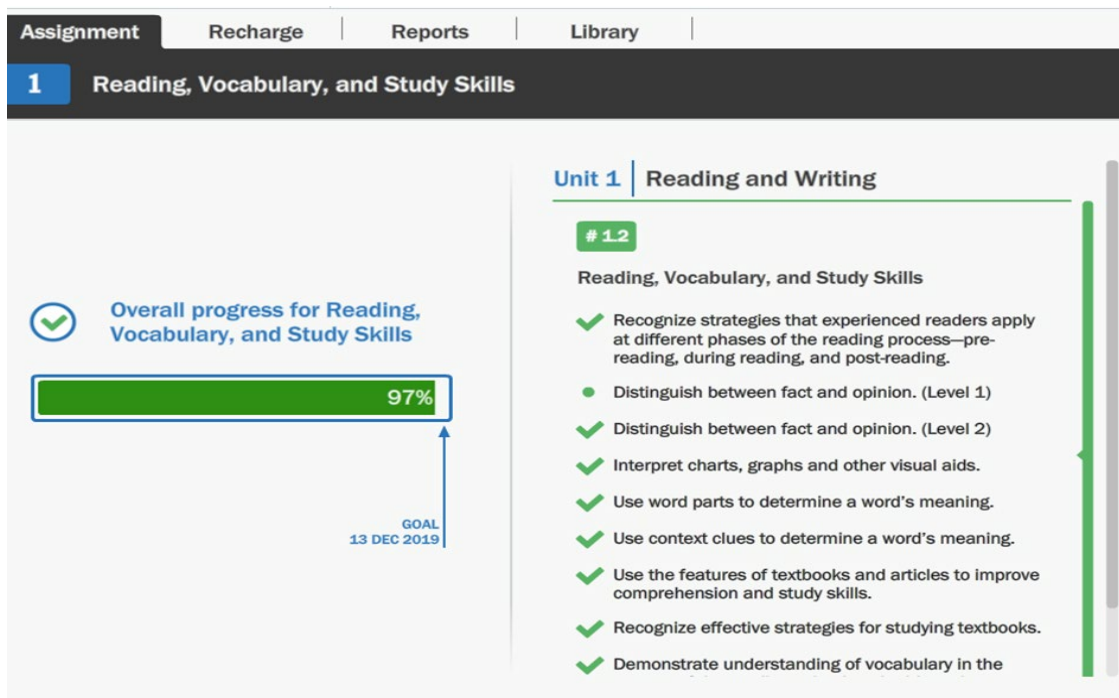 Assignment Recharge Reports Library
1 Reading, Vocabulary, and Study Skills
Overall progress for Reading,
Vocabulary, and Study Skills
97%
GOAL
13 DEC 2019
Unit 1 Reading and Writing
# 1.2
Reading, Vocabulary, and Study Skills
Recognize strategies that experienced readers apply
at different phases of the reading process—pre-
reading, during reading, and post-reading.
Distinguish between fact and opinion. (Level 1)
Distinguish between fact and opinion. (Level 2)
Interpret charts, graphs and other visual aids.
Use word parts to determine a word's meaning.
Use context clues to determine a word's meaning.
Use the features of textbooks and articles to improve
comprehension and study skills.
Recognize effective strategies for studying textbooks.
Demonstrate understanding of vocabulary in the